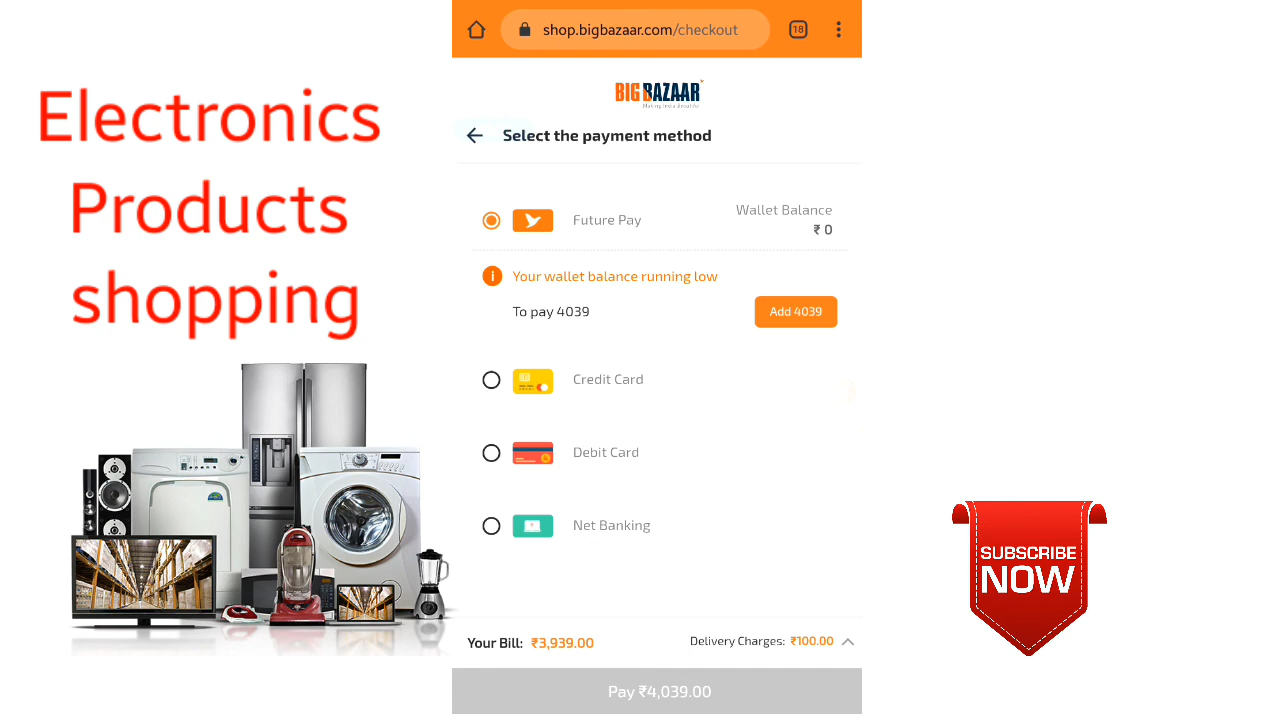 Electronics
Products
shopping
shop.bigbazaar.com/checkout
18
BIG BAZAAR
Select the payment method
Future Pay
Wallet Balance
₹ 0
Your wallet balance running low
To pay 4039
Add 4039
Credit Card
Debit Card
Net Banking
Your Bill: ₹3,939.00
Delivery Charges: ₹100.00
Pay ₹4,039.00
SUBSCRIBE
NOW